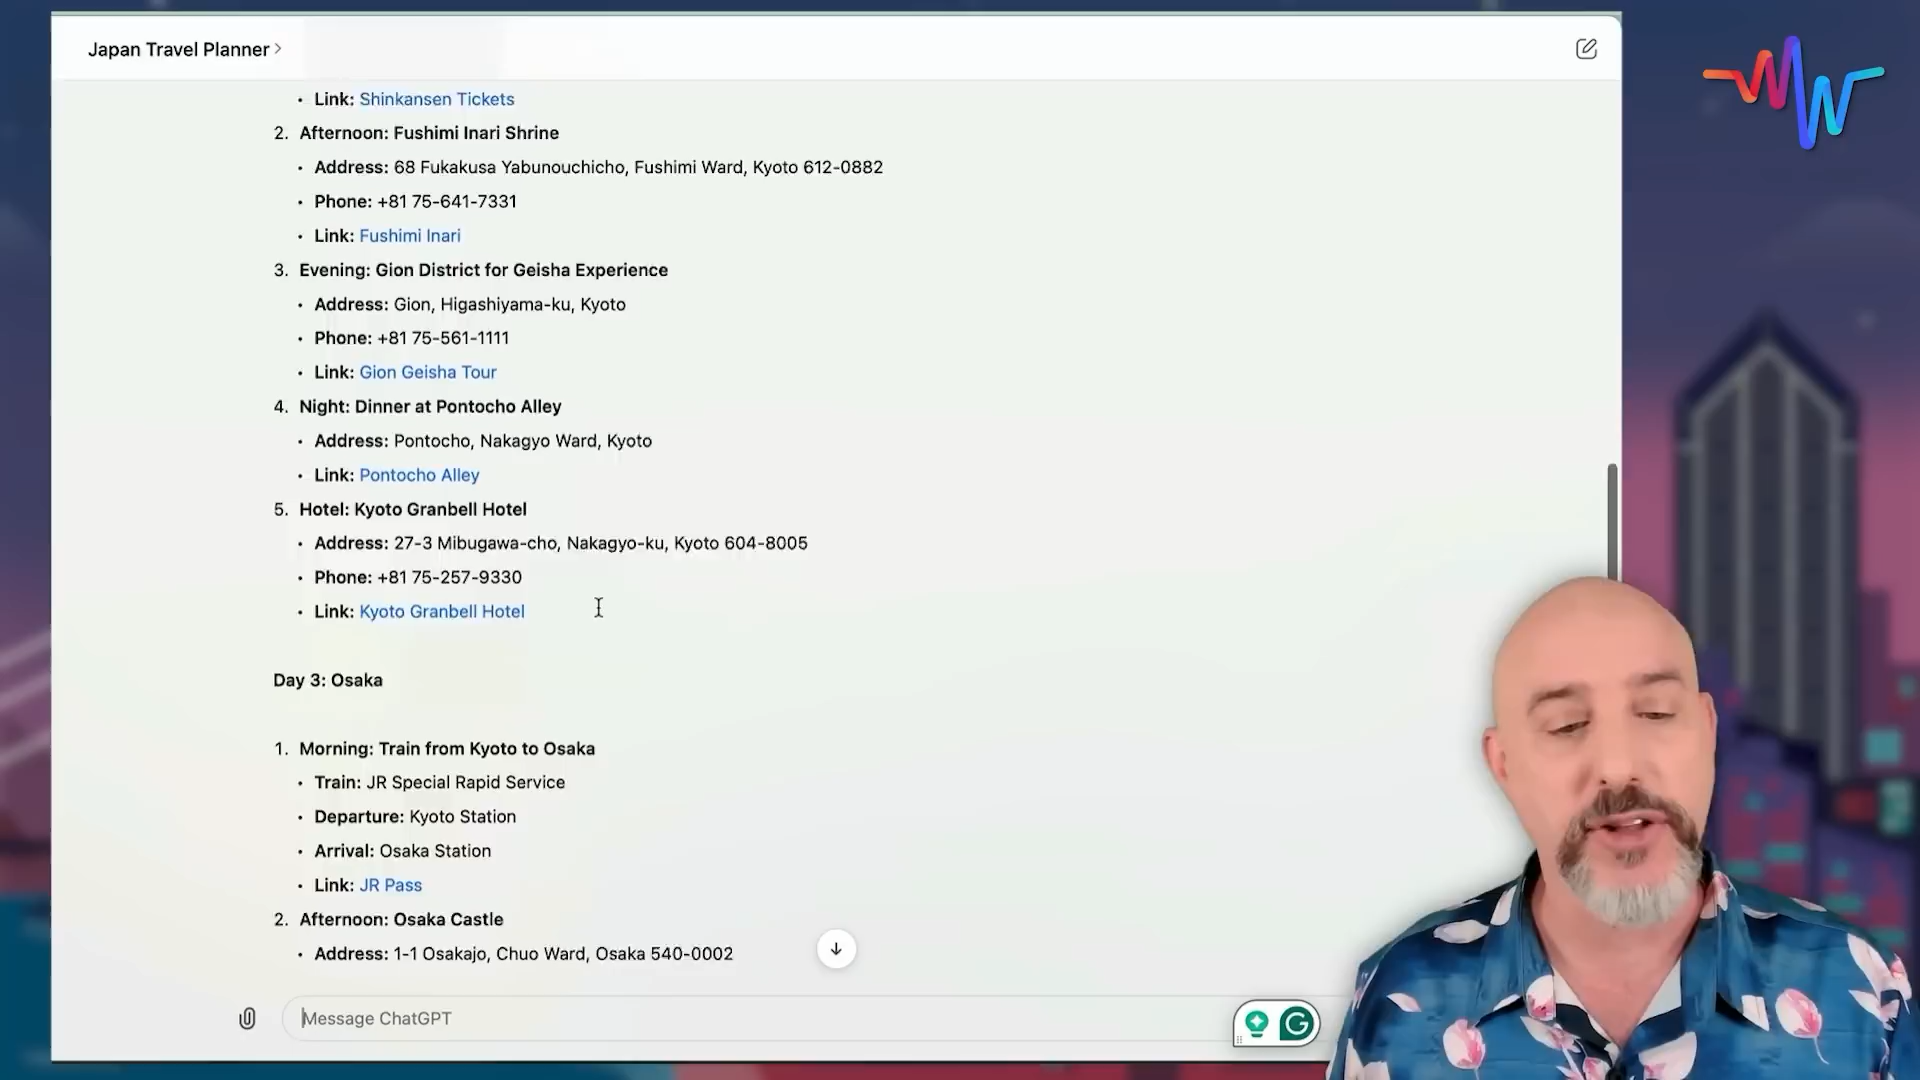 Japan Travel Planner >
• Link: Shinkansen Tickets
2. Afternoon: Fushimi Inari Shrine
• Address: 68 Fukakusa Yabunouchicho, Fushimi Ward, Kyoto 612-0882
• Phone: +81 75-641-7331
• Link: Fushimi Inari
3. Evening: Gion District for Geisha Experience
• Address: Gion, Higashiyama-ku, Kyoto
• Phone: +81 75-561-1111
• Link: Gion Geisha Tour
4. Night: Dinner at Pontocho Alley
• Address: Pontocho, Nakagyo Ward, Kyoto
• Link: Pontocho Alley
5. Hotel: Kyoto Granbell Hotel
• Address: 27-3 Mibugawa-cho, Nakagyo-ku, Kyoto 604-8005
• Phone: +81 75-257-9330
• Link: Kyoto Granbell Hotel
Day 3: Osaka
1. Morning: Train from Kyoto to Osaka
• Train: JR Special Rapid Service
• Departure: Kyoto Station
• Arrival: Osaka Station
• Link: JR Pass
2. Afternoon: Osaka Castle
• Address: 1-1 Osakajo, Chuo Ward, Osaka 540-0002
Message ChatGPT